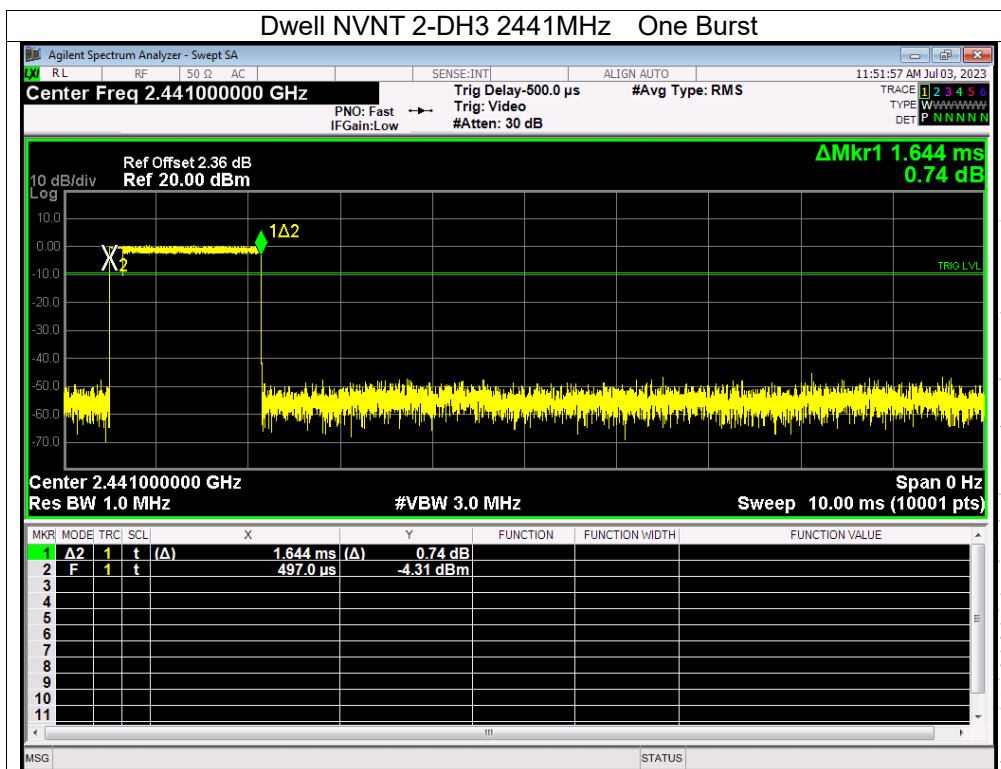 Dwell NVNT 2-DH3 2441MHz One Burst
Agilent Spectrum Analyzer - Swept SA
LXI RL RF 50 Ω AC SENSE:INT ALIGN AUTO 11:51:57 AM Jul 03, 2023
Center Freq 2.441000000 GHz
PNO: Fast
IFGain:Low
Trig Delay-500.0 µs
Trig: Video
#Atten: 30 dB
#Avg Type: RMS
TRACE 1 2 3 4 5 6
TYPE WWWWWW
DET P N N N N N
Ref Offset 2.36 dB
10 dB/div Ref 20.00 dBm
Log
ΔMkr1 1.644 ms
0.74 dB
10.0
0.00
-10.0
-20.0
-30.0
-40.0
-50.0
-60.0
-70.0
1Δ2
X2
TRIG LVL
Center 2.441000000 GHz Span 0 Hz
Res BW 1.0 MHz #VBW 3.0 MHz Sweep 10.00 ms (10001 pts)
MKR MODE TRC SCL X Y FUNCTION FUNCTION WIDTH FUNCTION VALUE
1 Δ2 1 t (Δ) 1.644 ms (Δ) 0.74 dB
2 F 1 t 497.0 µs -4.31 dBm
3
4
5
6
7
8
9
10
11
MSG STATUS